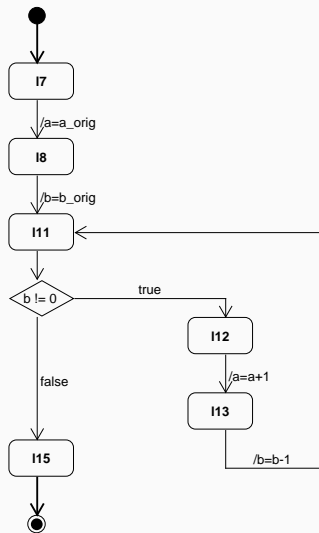 l7
/a=a_orig
l8
/b=b_orig
l11
b != 0
true
l12
/a=a+1
false
l13
/b=b-1
l15